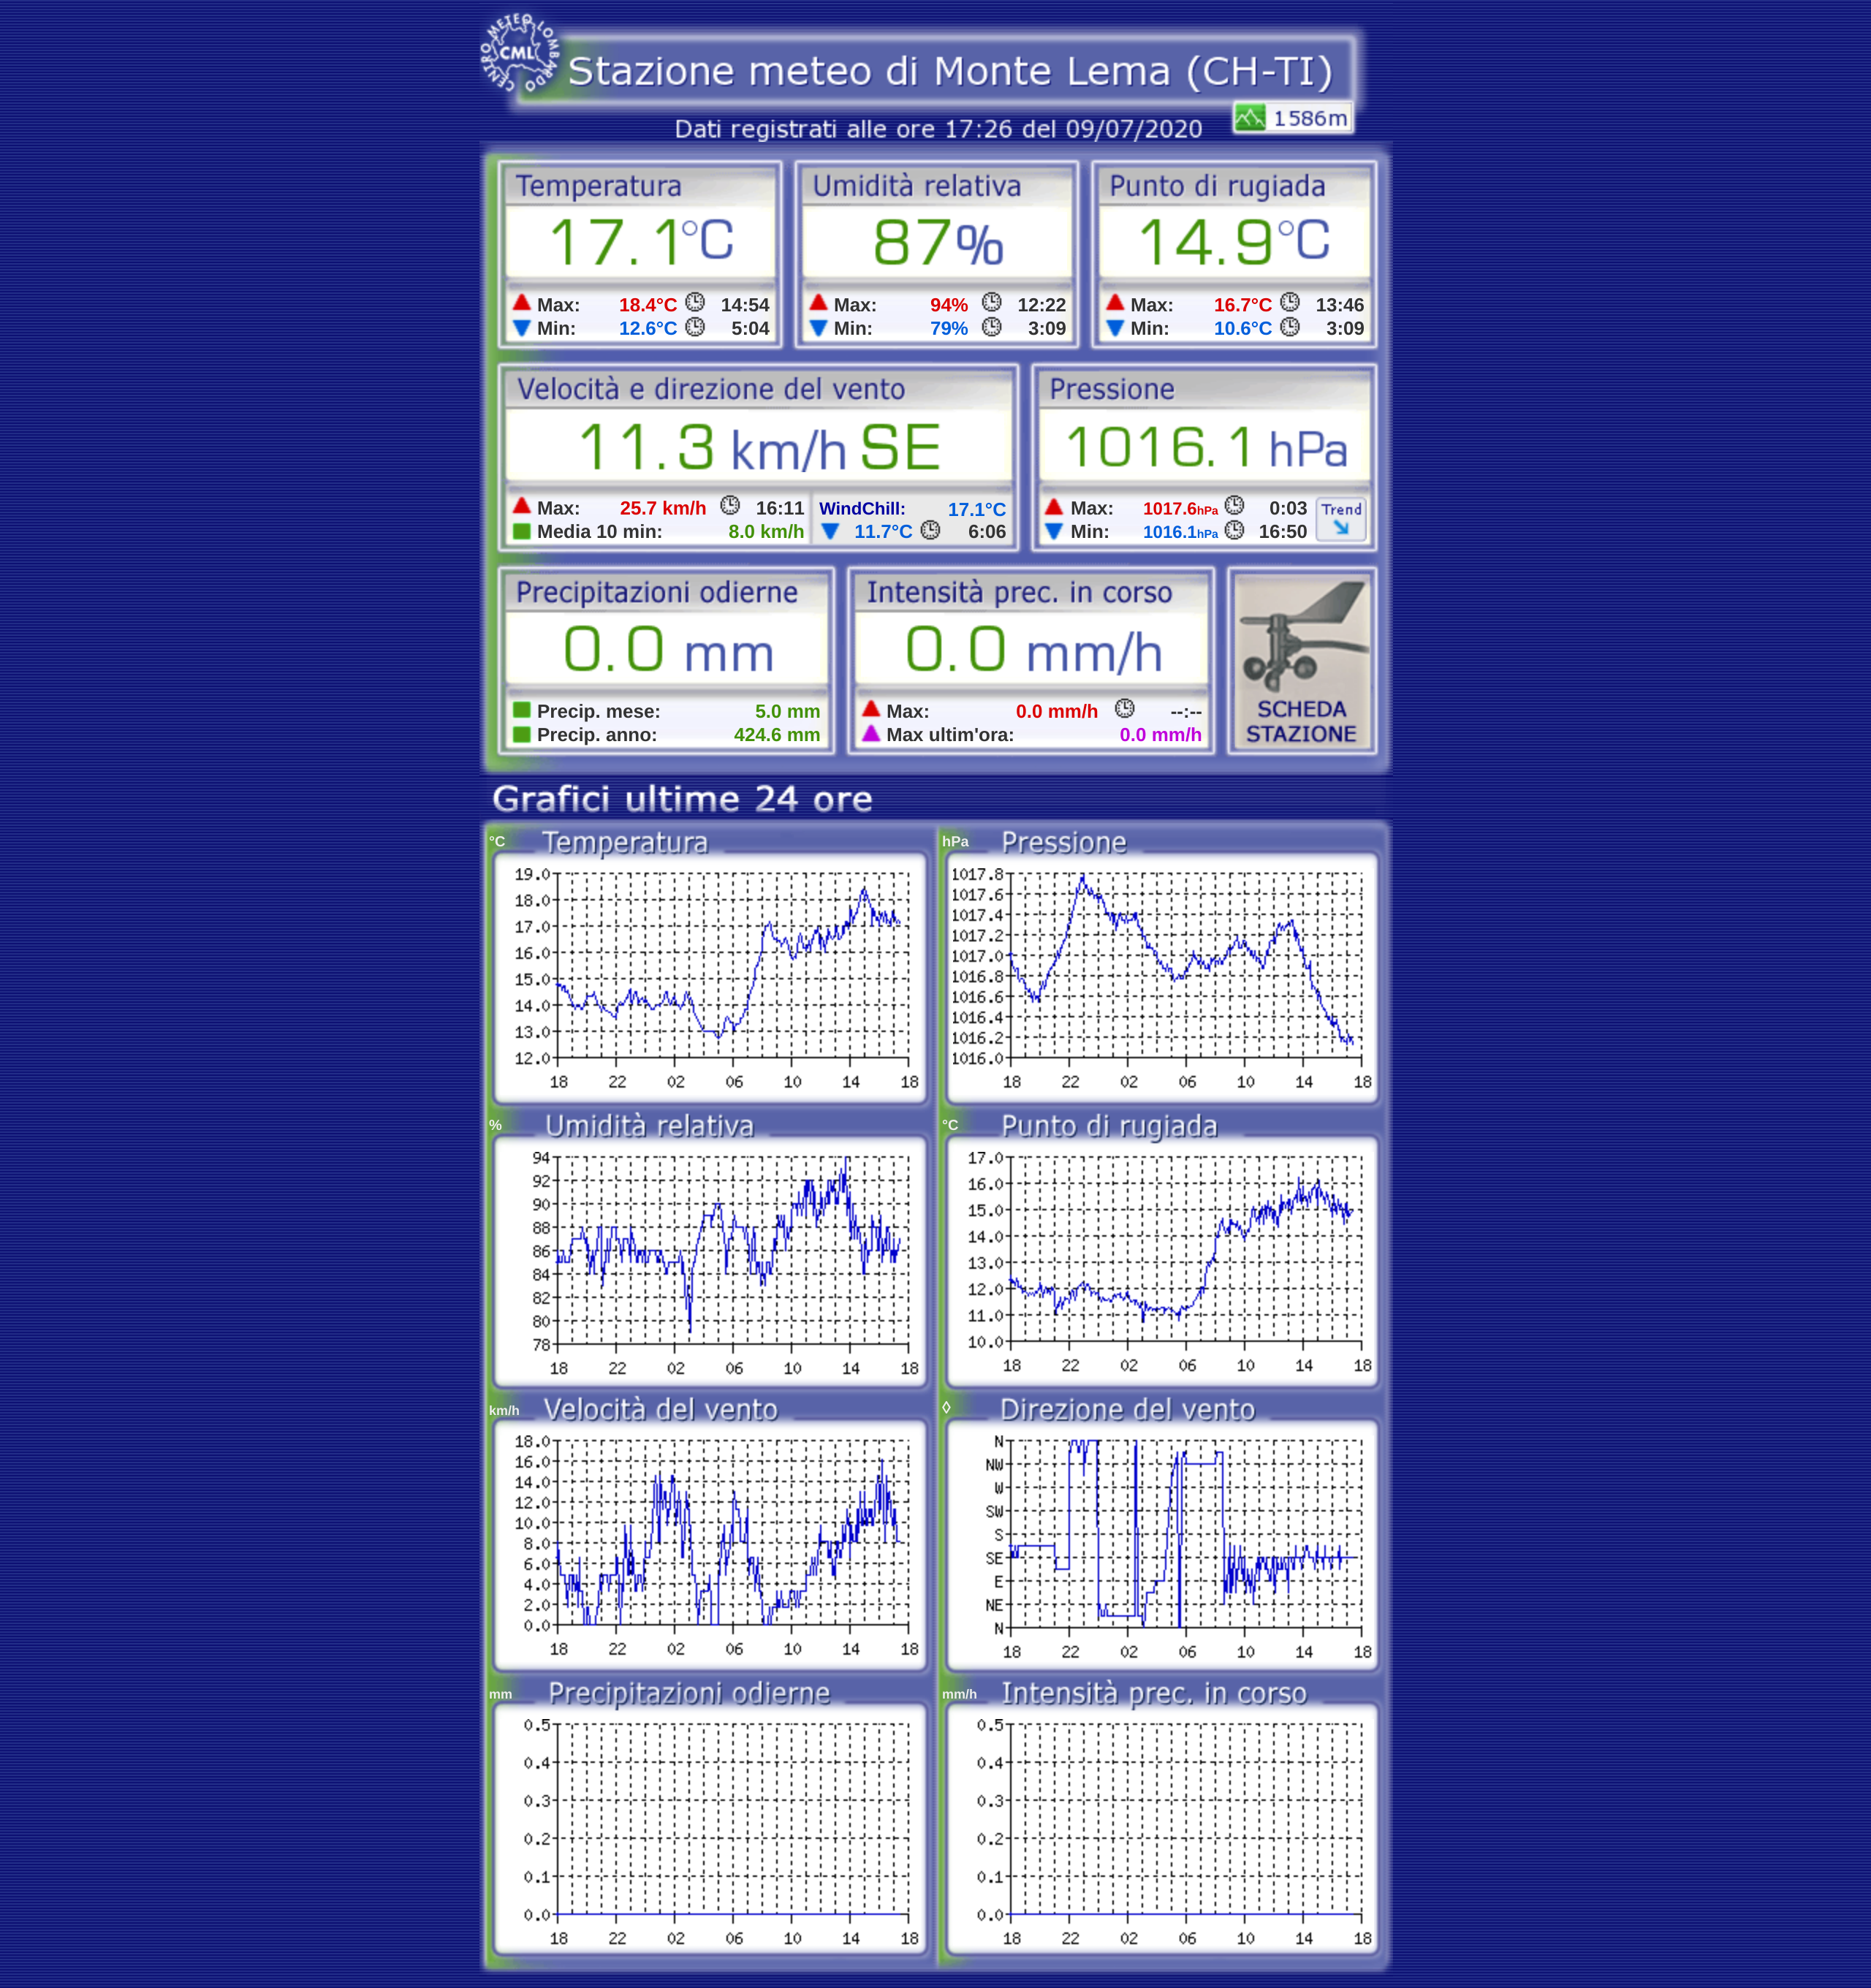 CENTRO METEO LOMBARDO
CML
Stazione meteo di Monte Lema (CH-TI)
1586m
Dati registrati alle ore 17:26 del 09/07/2020
Temperatura
17.1°C
Max: 18.4°C 14:54
Min: 12.6°C 5:04
Umidità relativa
87%
Max: 94% 12:22
Min: 79% 3:09
Punto di rugiada
14.9°C
Max: 16.7°C 13:46
Min: 10.6°C 3:09
Velocità e direzione del vento
11.3 km/h SE
Max: 25.7 km/h 16:11
Media 10 min: 8.0 km/h
WindChill: 17.1°C
11.7°C 6:06
Pressione
1016.1 hPa
Max: 1017.6hPa 0:03
Min: 1016.1hPa 16:50
Trend
Precipitazioni odierne
0.0 mm
Precip. mese: 5.0 mm
Precip. anno: 424.6 mm
Intensità prec. in corso
0.0 mm/h
Max: 0.0 mm/h --:--
Max ultim'ora: 0.0 mm/h
SCHEDA
STAZIONE
Grafici ultime 24 ore
°C Temperatura
19.0
18.0
17.0
16.0
15.0
14.0
13.0
12.0
18 22 02 06 10 14 18
hPa Pressione
1017.8
1017.6
1017.4
1017.2
1017.0
1016.8
1016.6
1016.4
1016.2
1016.0
18 22 02 06 10 14 18
% Umidità relativa
94
92
90
88
86
84
82
80
78
18 22 02 06 10 14 18
°C Punto di rugiada
17.0
16.0
15.0
14.0
13.0
12.0
11.0
10.0
18 22 02 06 10 14 18
km/h Velocità del vento
18.0
16.0
14.0
12.0
10.0
8.0
6.0
4.0
2.0
0.0
18 22 02 06 10 14 18
◊ Direzione del vento
N
NW
W
SW
S
SE
E
NE
N
18 22 02 06 10 14 18
mm Precipitazioni odierne
0.5
0.4
0.3
0.2
0.1
0.0
18 22 02 06 10 14 18
mm/h Intensità prec. in corso
0.5
0.4
0.3
0.2
0.1
0.0
18 22 02 06 10 14 18